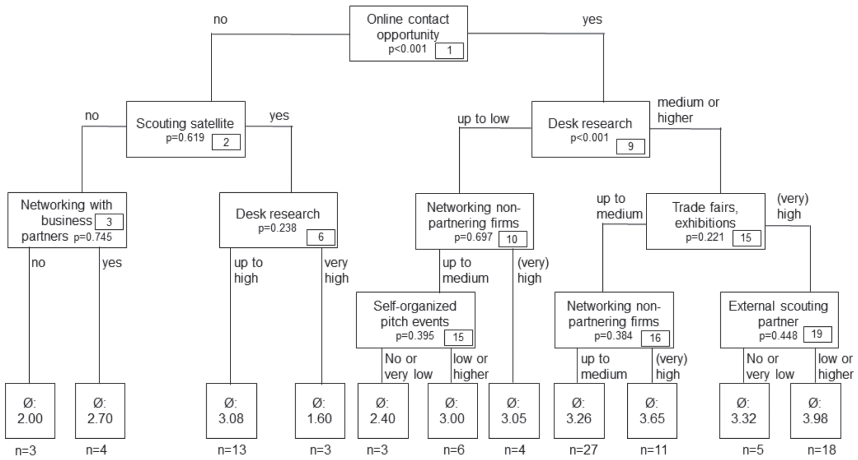 no
Online contact
opportunity
p<0.001 1
yes
no
Scouting satellite
p=0.619 2
yes
up to low
Desk research
p<0.001
9
medium or
higher
Networking with
business 3
partners p=0.745
Desk research
p=0.238
6
Networking non-
partnering firms
p=0.697 10
up to
medium
Trade fairs,
exhibitions
p=0.221 15
(very)
high
no
yes
up to
high
very
high
up to
medium
(very)
high
Self-organized
pitch events
p=0.395 15
Networking non-
partnering firms
p=0.384 16
External scouting
partner
p=0.448 19
No or
very low
low or
higher
up to
medium
(very)
high
No or
very low
low or
higher
Ø:
2.00
Ø:
2.70
Ø:
3.08
Ø:
1.60
Ø:
2.40
Ø:
3.00
Ø:
3.05
Ø:
3.26
Ø:
3.65
Ø:
3.32
Ø:
3.98
n=3
n=4
n=13
n=3
n=3
n=6
n=4
n=27
n=11
n=5
n=18